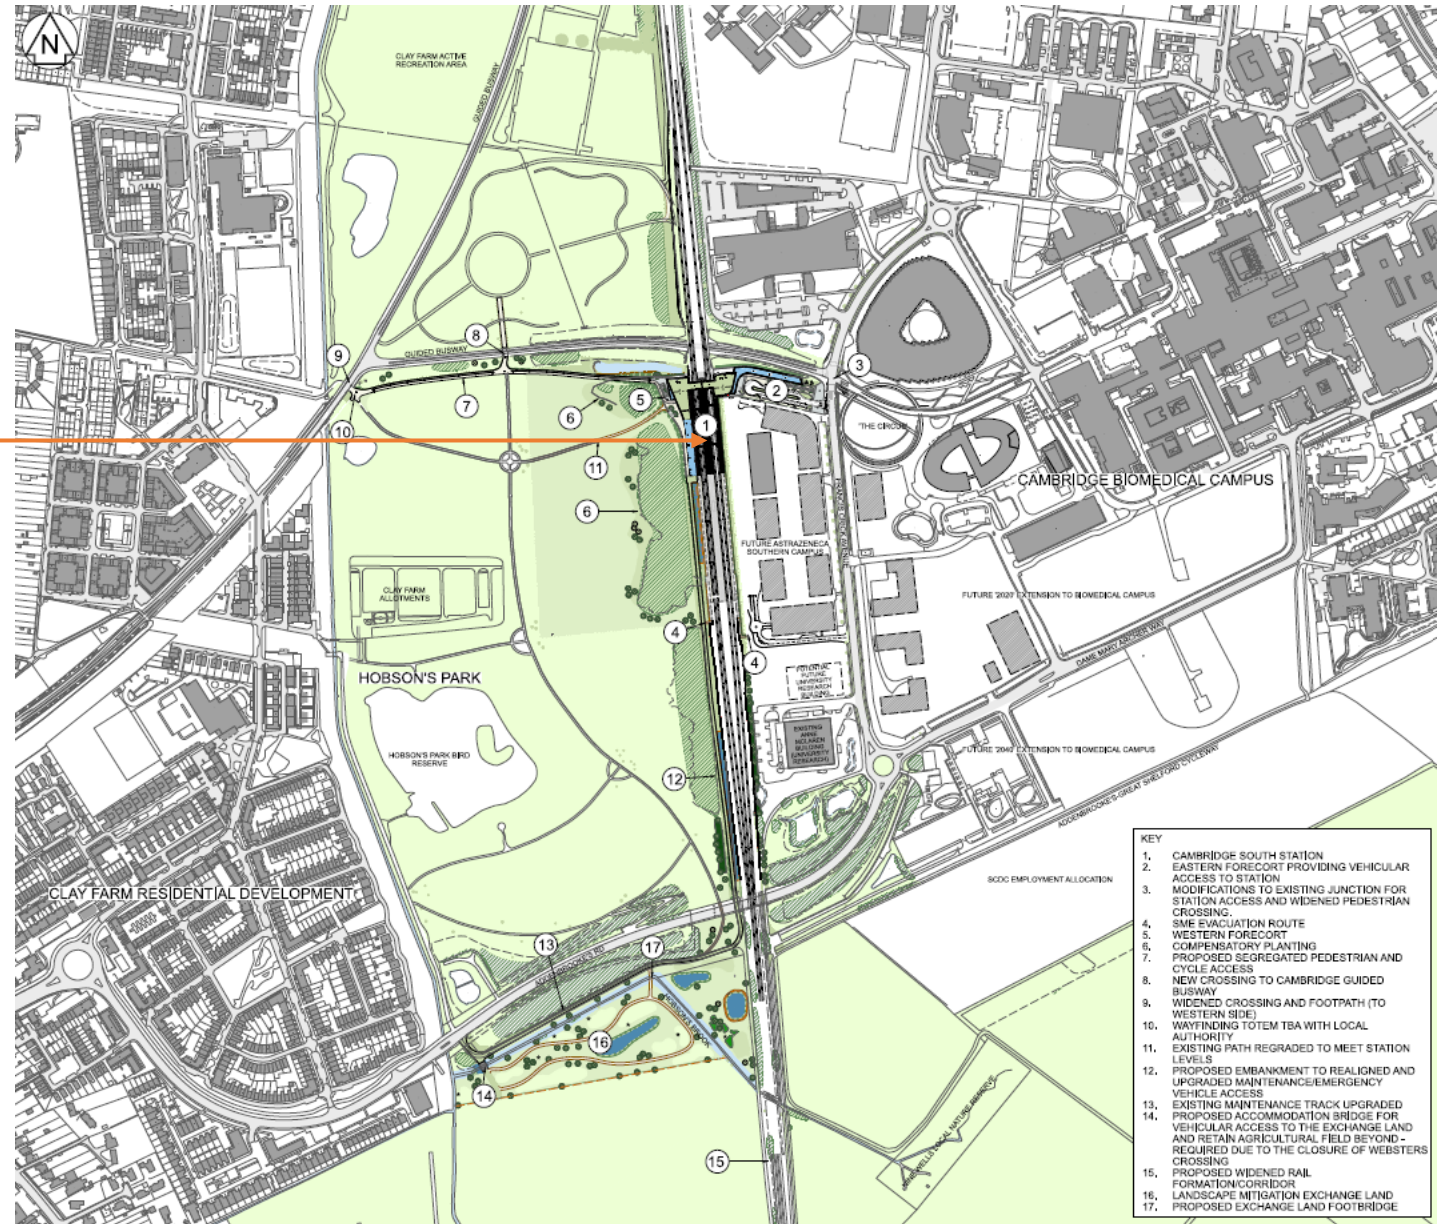 N
CLAY FARM ACTIVE
RECREATION AREA
GUIDED BUSWAY
GUIDED BUSWAY
8
9
3
7
6
5
2
1
10
11
"THE CIRCUS"
CAMBRIDGE BIOMEDICAL CAMPUS
6
FUTURE ASTRAZENECA
SOUTHERN CAMPUS
CLAY FARM
ALLOTMENTS
FUTURE '2020' EXTENSION TO BIOMEDICAL CAMPUS
4
4
DAME MARY ARCHER WAY
HOBSON'S PARK
POTENTIAL
FUTURE
UNIVERSITY
RESEARCH
BUILDING
EXISTING
ANNE
MCLAREN
BUILDING
(UNIVERSITY
RESEARCH)
HOBSON'S PARK BIRD
RESERVE
FUTURE '2040' EXTENSION TO BIOMEDICAL CAMPUS
12
ADDENBROOKE'S-GREAT SHELFORD CYCLEWAY
CLAY FARM RESIDENTIAL DEVELOPMENT
SCDC EMPLOYMENT ALLOCATION
13
17
ADDENBROOKE'S RD
HOBSON'S BROOK
16
14
15
NINE WELLS LOCAL NATURE RESERVE
KEY
1, CAMBRIDGE SOUTH STATION
2, EASTERN FORECORT PROVIDING VEHICULAR
ACCESS TO STATION
3, MODIFICATIONS TO EXISTING JUNCTION FOR
STATION ACCESS AND WIDENED PEDESTRIAN
CROSSING.
4, SME EVACUATION ROUTE
5, WESTERN FORECORT
6, COMPENSATORY PLANTING
7, PROPOSED SEGREGATED PEDESTRIAN AND
CYCLE ACCESS
8, NEW CROSSING TO CAMBRIDGE GUIDED
BUSWAY
9, WIDENED CROSSING AND FOOTPATH (TO
WESTERN SIDE)
10, WAYFINDING TOTEM TBA WITH LOCAL
AUTHORITY
11, EXISTING PATH REGRADED TO MEET STATION
LEVELS
12, PROPOSED EMBANKMENT TO REALIGNED AND
UPGRADED MAINTENANCE/EMERGENCY
VEHICLE ACCESS
13, EXISTING MAINTENANCE TRACK UPGRADED
14, PROPOSED ACCOMMODATION BRIDGE FOR
VEHICULAR ACCESS TO THE EXCHANGE LAND
AND RETAIN AGRICULTURAL FIELD BEYOND -
REQUIRED DUE TO THE CLOSURE OF WEBSTERS
CROSSING
15, PROPOSED WIDENED RAIL
FORMATION/CORRIDOR
16, LANDSCAPE MITIGATION EXCHANGE LAND
17, PROPOSED EXCHANGE LAND FOOTBRIDGE